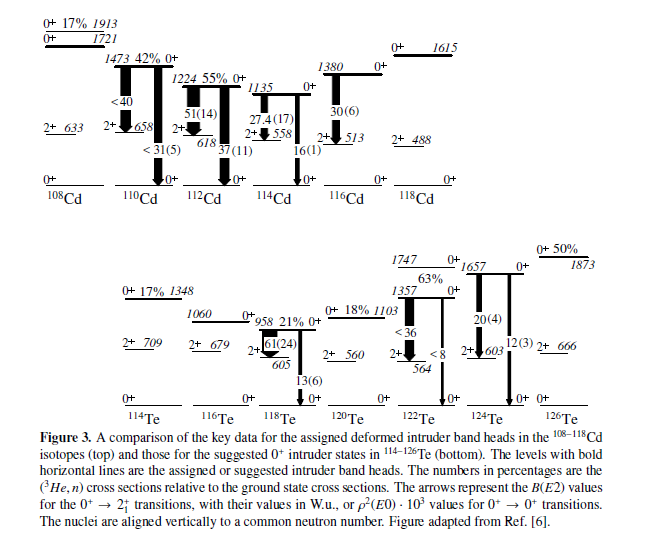 0+ 17% 1913
0+ 1721
1473 42% 0+
1224 55% 0+
1135 0+
1380 0+
0+ 1615
<40
51(14)
27.4(17)
30(6)
2+ 633
2+ 658
2+ 618
2+ 558
2+ 513
2+ 488
< 31(5)
37(11)
16(1)
0+ 0+ 0+ 0+ 0+ 0+
¹⁰⁸Cd ¹¹⁰Cd ¹¹²Cd ¹¹⁴Cd ¹¹⁶Cd ¹¹⁸Cd
0+ 17% 1348
1060 0+
958 21% 0+
0+ 18% 1103
1747 0+
63%
1357 0+
1657 0+
0+ 50%
1873
61(24)
<36
20(4)
2+ 709
2+ 679
2+ 605
2+ 560
2+ 564
2+ 603
2+ 666
13(6)
<8
12(3)
0+ 0+ 0+ 0+ 0+ 0+ 0+
¹¹⁴Te ¹¹⁶Te ¹¹⁸Te ¹²⁰Te ¹²²Te ¹²⁴Te ¹²⁶Te
Figure 3. A comparison of the key data for the assigned deformed intruder band heads in the ¹⁰⁸⁻¹¹⁸Cd
isotopes (top) and those for the suggested 0⁺ intruder states in ¹¹⁴⁻¹²⁶Te (bottom). The levels with bold
horizontal lines are the assigned or suggested intruder band heads. The numbers in percentages are the
(³He, n) cross sections relative to the ground state cross sections. The arrows represent the B(E2) values
for the 0⁺ → 2₁⁺ transitions, with their values in W.u., or ρ²(E0) · 10³ values for 0⁺ → 0⁺ transitions.
The nuclei are aligned vertically to a common neutron number. Figure adapted from Ref. [6].